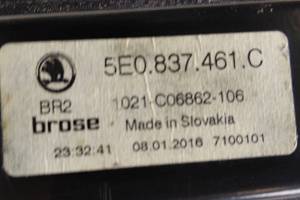 5E0.837.461.C
BR2 1021-C06862-106
brose Made in Slovakia
23:32:41 08.01.2016 7100101